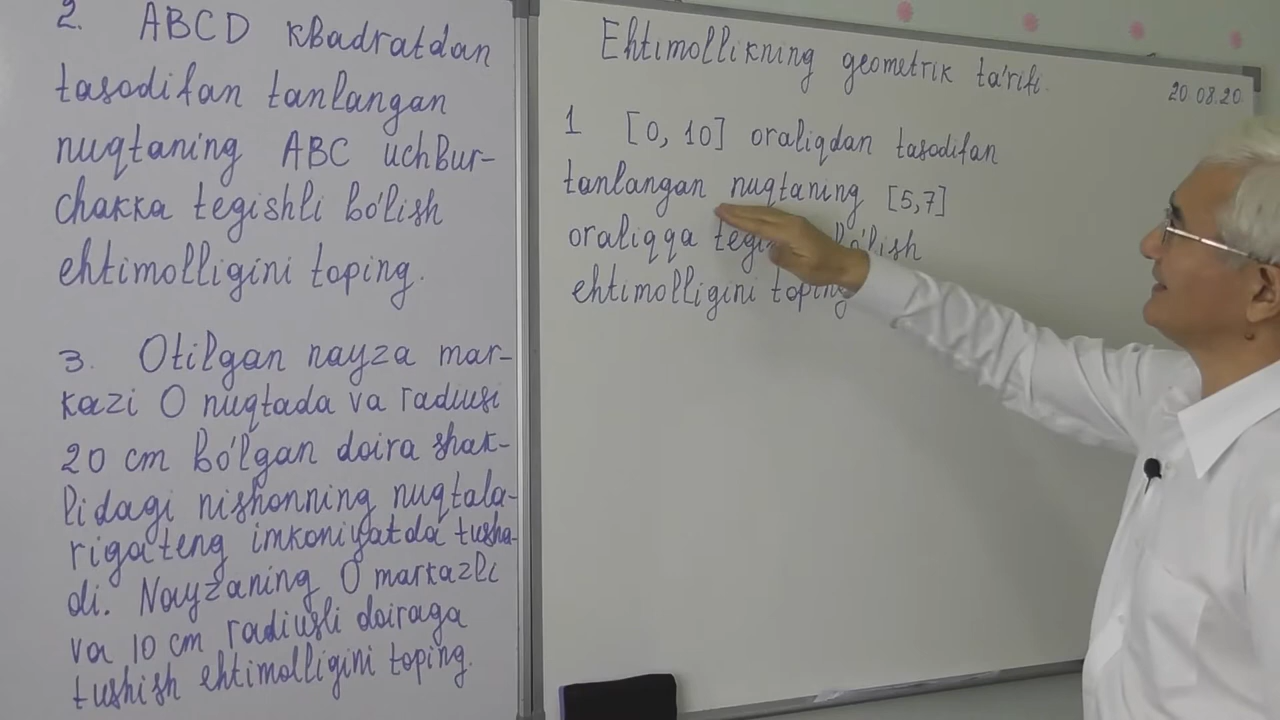 2. ABCD kvadratdan
tasodifan tanlangan
nuqtaning ABC uchbur-
chakka tegishli bo'lish
ehtimolligini toping.
3. Otilgan nayza mar-
kazi O nuqtada va radiusi
20 cm bo'lgan doira shak-
lidagi nishonning nuqtala-
riga teng imkoniyatda tusha-
di. Nayzaning O markazli
va 10 cm radiusli doiraga
tushish ehtimolligini toping.
Ehtimollikning geometrik ta'rifi.
20.08.20
1 [0, 10] oraliqdan tasodifan
tanlangan nuqtaning [5,7]
oraliqqa bo'lish
ehtimolligini toping